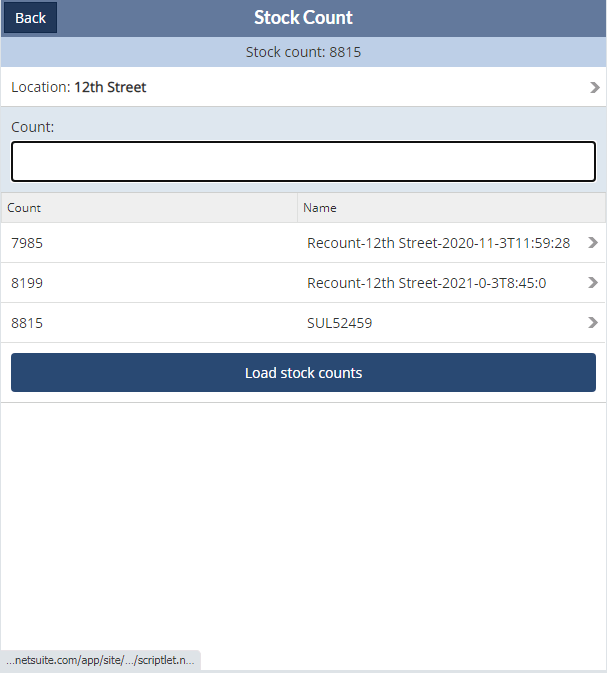 Back Stock Count
Stock count: 8815
Location: 12th Street
Count:
Count Name
7985 Recount-12th Street-2020-11-3T11:59:28
8199 Recount-12th Street-2021-0-3T8:45:0
8815 SUL52459
Load stock counts
...netsuite.com/app/site/.../scriptlet.n...